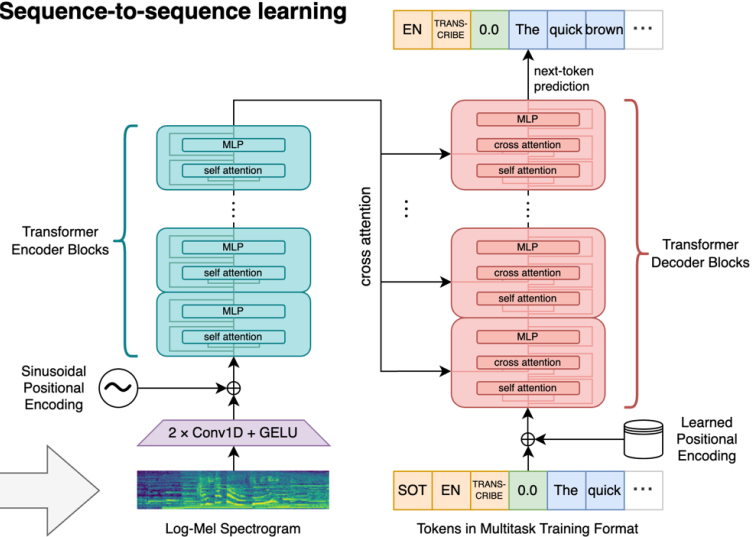 Sequence-to-sequence learning
EN TRANS-CRIBE 0.0 The quick brown ...
next-token
prediction
MLP
self attention
...
MLP
self attention
MLP
self attention
Transformer
Encoder Blocks
cross attention
...
MLP
cross attention
self attention
...
MLP
cross attention
self attention
MLP
cross attention
self attention
Transformer
Decoder Blocks
Sinusoidal
Positional
Encoding
~
2 × Conv1D + GELU
Learned
Positional
Encoding
SOT EN TRANS-CRIBE 0.0 The quick ...
Log-Mel Spectrogram
Tokens in Multitask Training Format